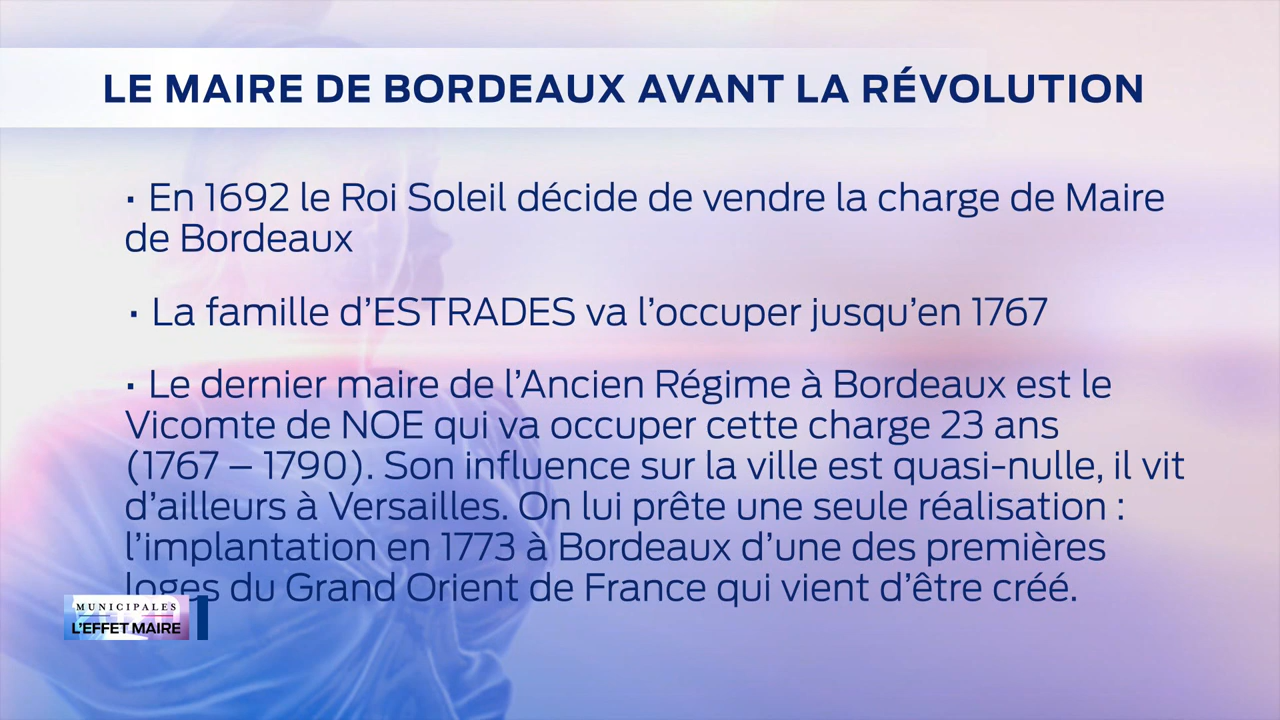 LE MAIRE DE BORDEAUX AVANT LA RÉVOLUTION
· En 1692 le Roi Soleil décide de vendre la charge de Maire
de Bordeaux
· La famille d’ESTRADES va l’occuper jusqu’en 1767
· Le dernier maire de l’Ancien Régime à Bordeaux est le
Vicomte de NOE qui va occuper cette charge 23 ans
(1767 – 1790). Son influence sur la ville est quasi-nulle, il vit
d’ailleurs à Versailles. On lui prête une seule réalisation :
l’implantation en 1773 à Bordeaux d’une des premières
loges du Grand Orient de France qui vient d’être créé.
MUNICIPALES
L’EFFET MAIRE